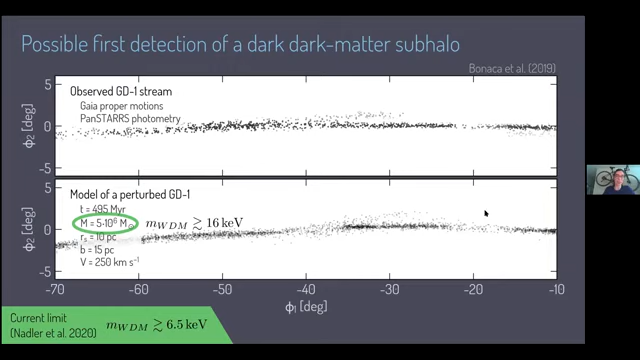 Possible first detection of a dark dark-matter subhalo
Bonaca et al. (2019)
Observed GD-1 stream
Gaia proper motions
PanSTARRS photometry
ϕ₂ [deg]
5
0
-5
Model of a perturbed GD-1
t = 495 Myr
M = 5·10⁶ M⊙
rₛ = 10 pc
b = 15 pc
V = 250 km s⁻¹
m_WDM ≳ 16 keV
ϕ₂ [deg]
5
0
-5
-70 -60 -50 -40 -30 -20 -10
ϕ₁ [deg]
Current limit
(Nadler et al. 2020) m_WDM ≳ 6.5 keV